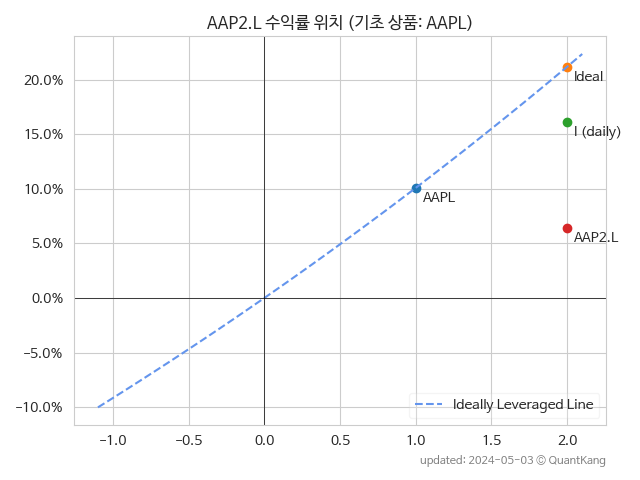 AAP2.L 수익률 위치 (기초 상품: AAPL)
20.0%
15.0%
10.0%
5.0%
0.0%
−5.0%
−10.0%
Ideal
I (daily)
AAPL
AAP2.L
Ideally Leveraged Line
−1.0 −0.5 0.0 0.5 1.0 1.5 2.0
updated: 2024-05-03 ⓒ QuantKang